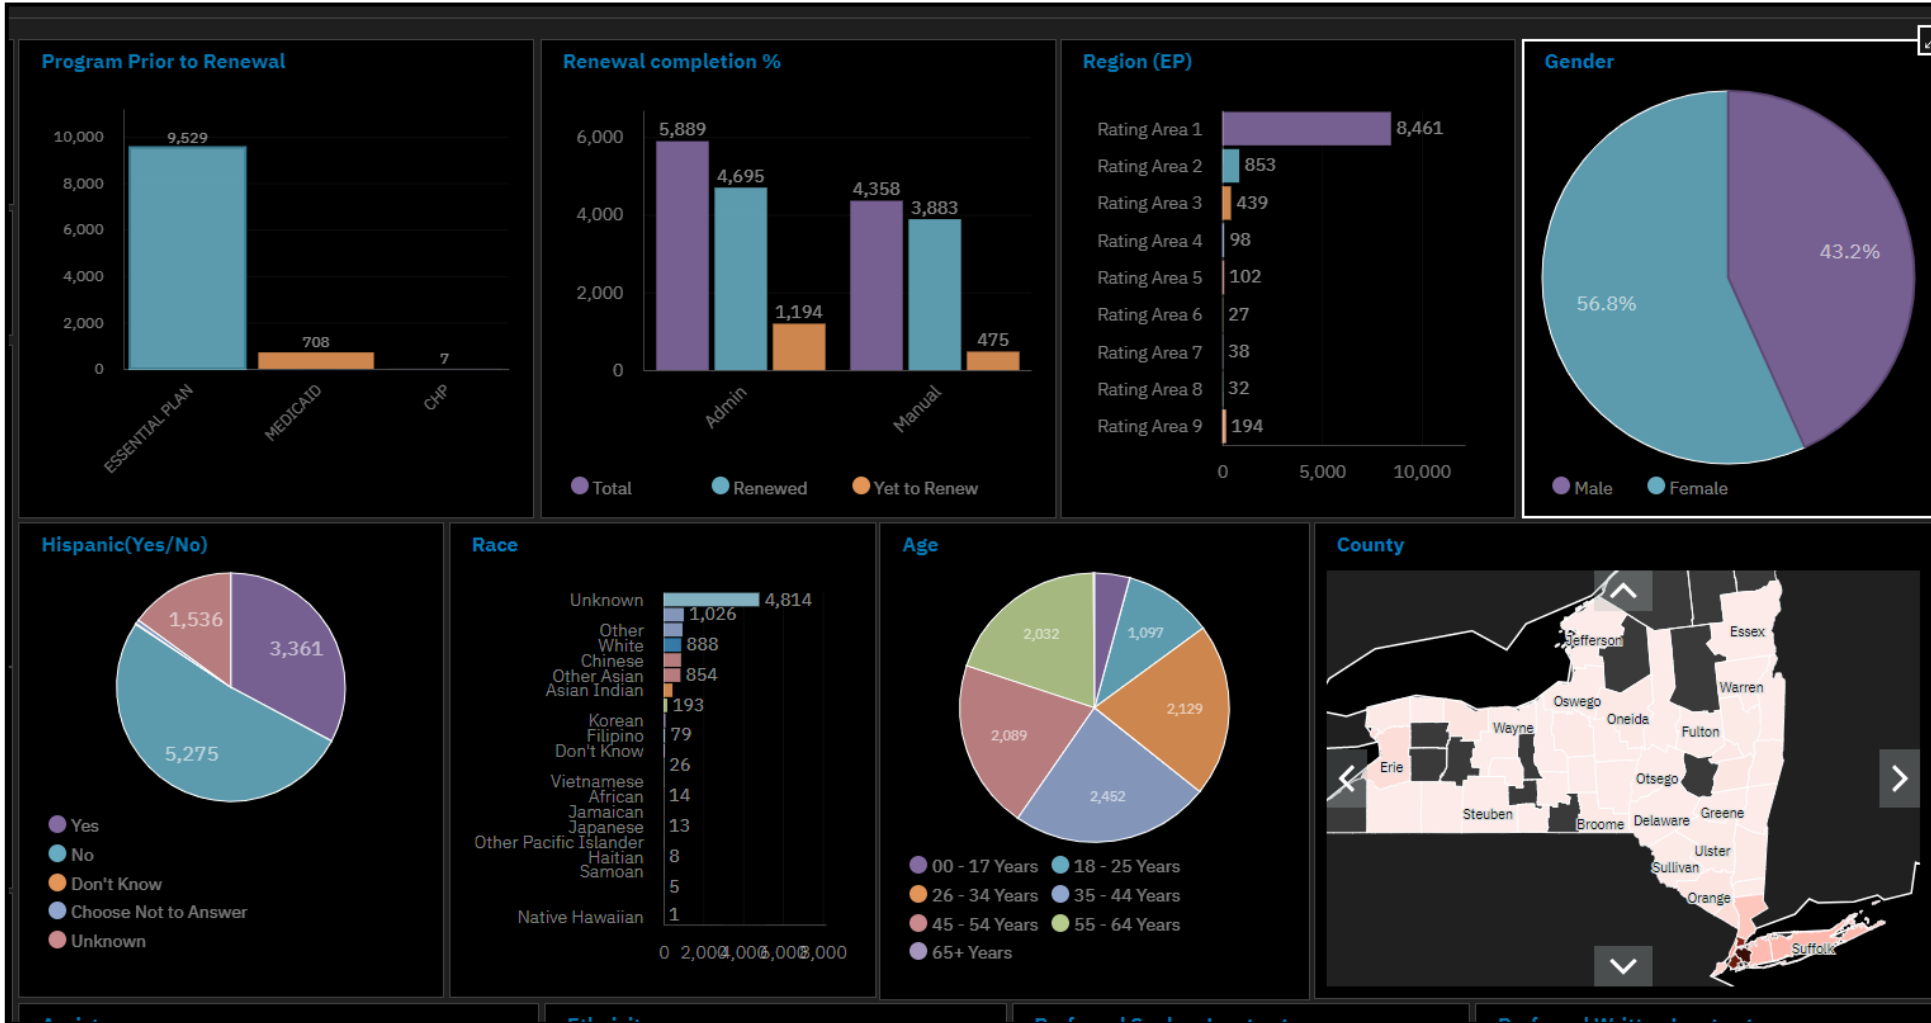 Program Prior to Renewal
10,000
8,000
6,000
4,000
2,000
0
9,529
708
7
ESSENTIAL PLAN
MEDICAID
CHP
Renewal completion %
6,000
4,000
2,000
0
5,889
4,695
1,194
4,358
3,883
475
Admin
Manual
Total
Renewed
Yet to Renew
Region (EP)
Rating Area 1 8,461
Rating Area 2 853
Rating Area 3 439
Rating Area 4 98
Rating Area 5 102
Rating Area 6 27
Rating Area 7 38
Rating Area 8 32
Rating Area 9 194
0 5,000 10,000
Gender
43.2%
56.8%
Male Female
Hispanic(Yes/No)
1,536
3,361
5,275
Yes
No
Don't Know
Choose Not to Answer
Unknown
Race
Unknown 4,814
1,026
Other
White 888
Chinese
Other Asian 854
Asian Indian
193
Korean
Filipino 79
Don't Know
26
Vietnamese
African 14
Jamaican
Japanese 13
Other Pacific Islander
Haitian 8
Samoan
5
Native Hawaiian 1
0 2,000 4,000 6,000 8,000
Age
2,032
1,097
2,129
2,089
2,452
00 - 17 Years 18 - 25 Years
26 - 34 Years 35 - 44 Years
45 - 54 Years 55 - 64 Years
65+ Years
County
Jefferson
Essex
Warren
Oswego
Oneida
Wayne
Fulton
Erie
Otsego
Steuben
Broome
Delaware
Greene
Ulster
Sullivan
Orange
Suffolk